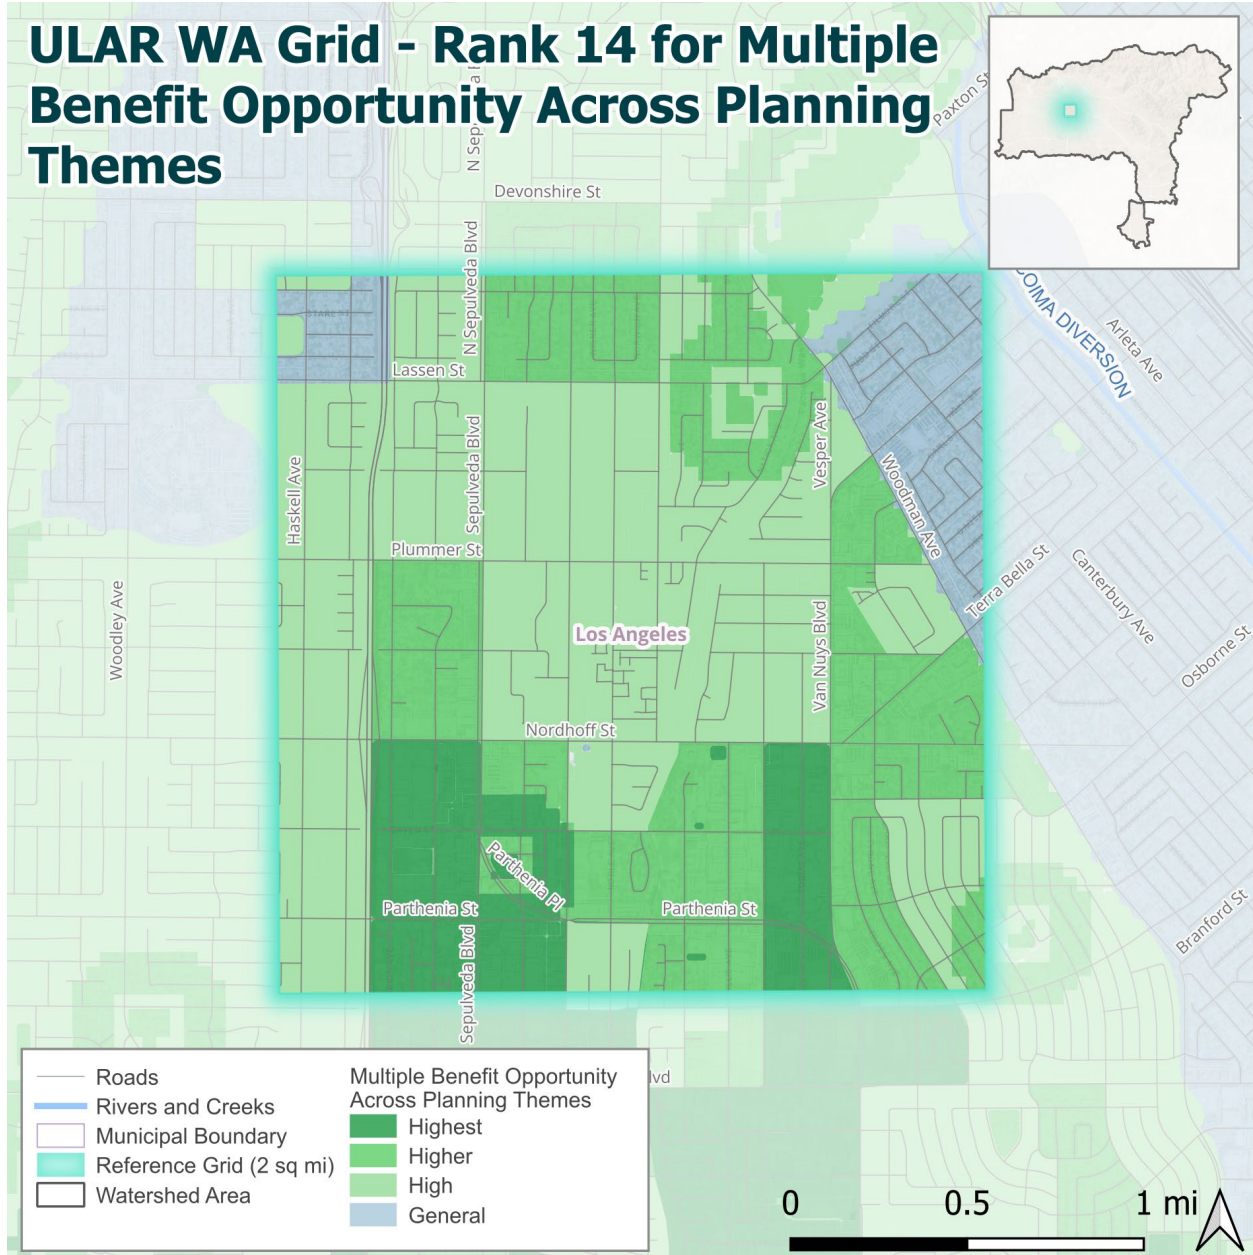 ULAR WA Grid - Rank 14 for Multiple
Benefit Opportunity Across Planning
Themes
Paxton St
N Sep
Devonshire St
N Sepulveda Blvd
COIMA DIVERSION
Arleta Ave
Lassen St
Haskell Ave
Sepulveda Blvd
Vesper Ave
Woodman Ave
Plummer St
Terra Bella St
Canterbury Ave
Woodley Ave
Los Angeles
Van Nuys Blvd
Osborne St
Nordhoff St
Parthenia Pl
Parthenia St
Parthenia St
Branford St
Sepulveda Blvd
lvd
Roads
Rivers and Creeks
Municipal Boundary
Reference Grid (2 sq mi)
Watershed Area
Multiple Benefit Opportunity
Across Planning Themes
Highest
Higher
High
General
0 0.5 1 mi